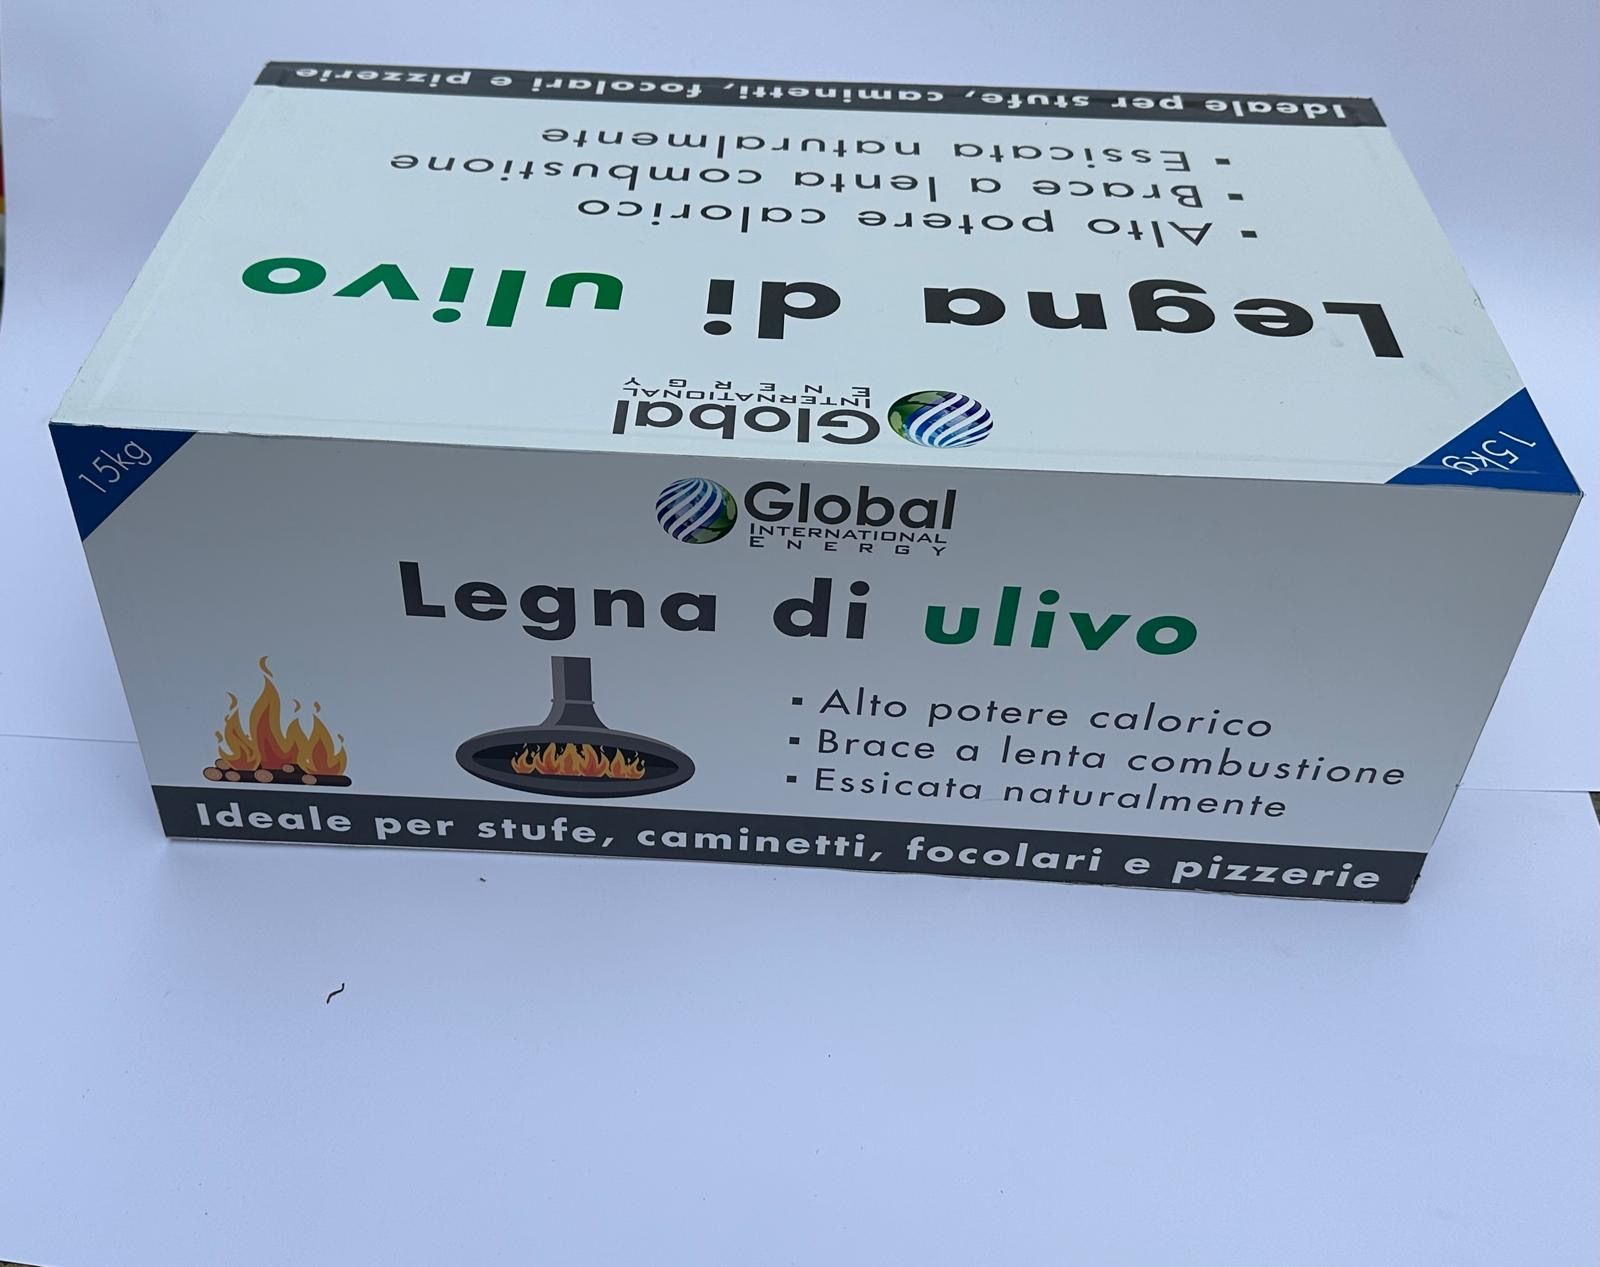 Ideale per stufe, caminetti, focolari e pizzerie
▪ Essicata naturalmente
▪ Brace a lenta combustione
▪ Alto potere calorico
Legna di ulivo
Global
INTERNATIONAL
ENERGY
15kg
15kg
Global
INTERNATIONAL
ENERGY
Legna di ulivo
▪ Alto potere calorico
▪ Brace a lenta combustione
▪ Essicata naturalmente
Ideale per stufe, caminetti, focolari e pizzerie